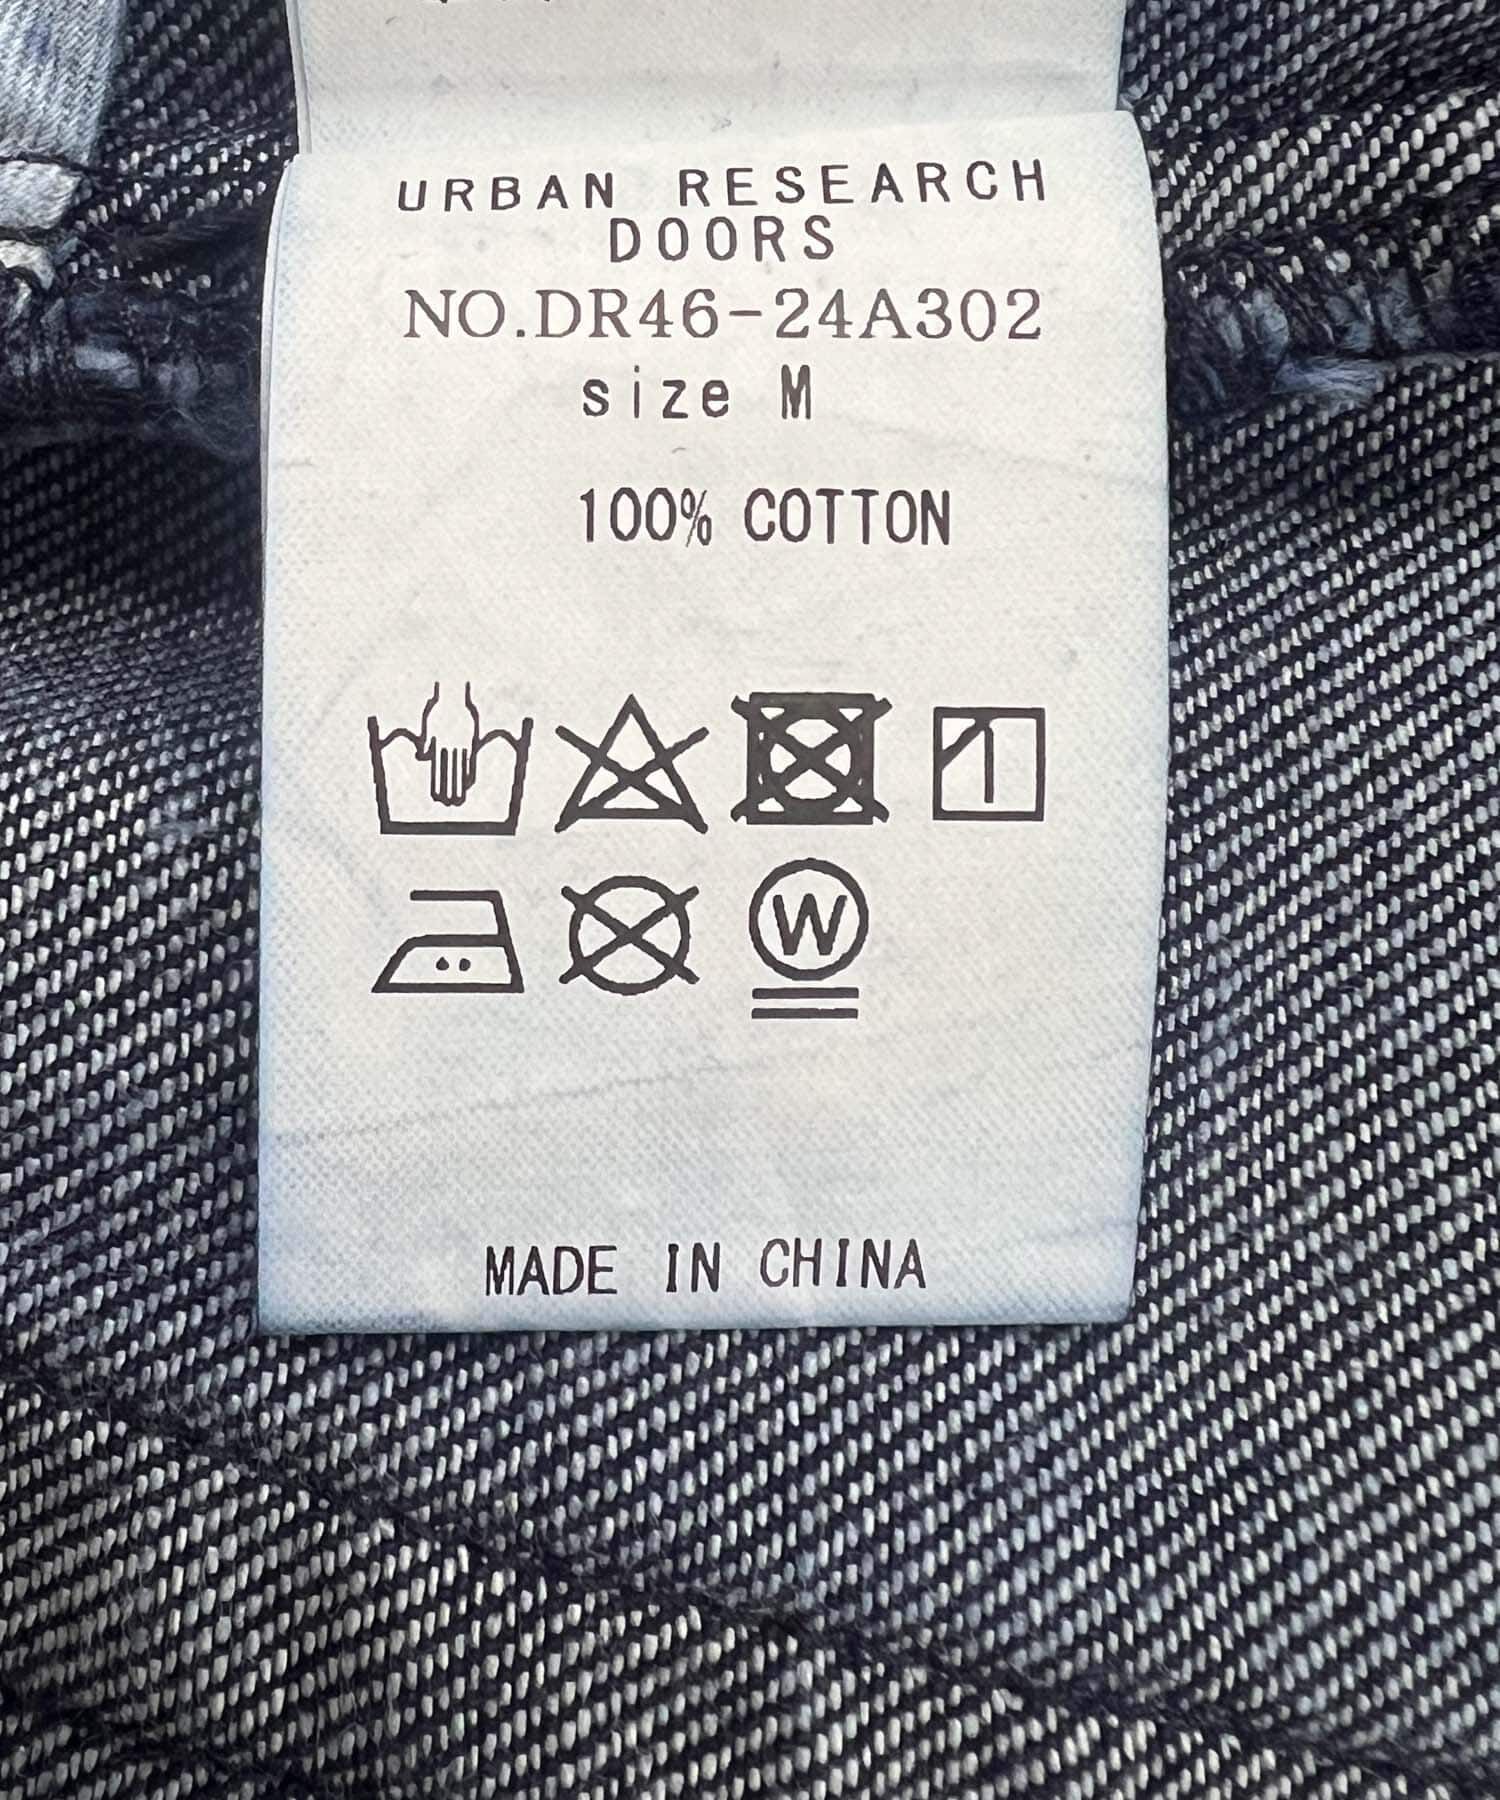 URBAN RESEARCH
DOORS
NO.DR46-24A302
size M
100% COTTON
W
MADE IN CHINA